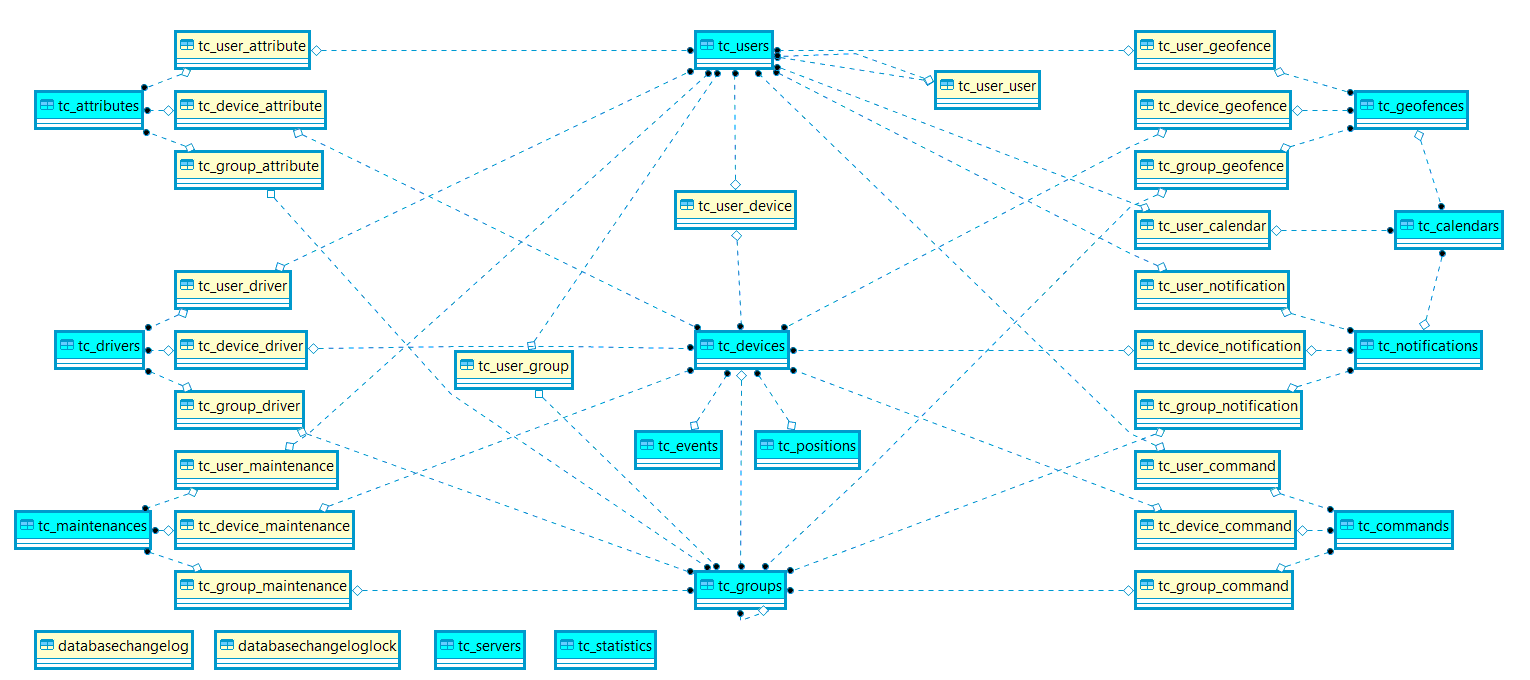 tc_user_attribute
tc_users
tc_user_geofence
tc_user_user
tc_attributes
tc_device_attribute
tc_device_geofence
tc_geofences
tc_group_attribute
tc_group_geofence
tc_user_device
tc_user_calendar
tc_calendars
tc_user_driver
tc_user_notification
tc_drivers
tc_device_driver
tc_devices
tc_device_notification
tc_notifications
tc_user_group
tc_group_driver
tc_group_notification
tc_events
tc_positions
tc_user_maintenance
tc_user_command
tc_maintenances
tc_device_maintenance
tc_device_command
tc_commands
tc_group_maintenance
tc_groups
tc_group_command
databasechangelog
databasechangeloglock
tc_servers
tc_statistics